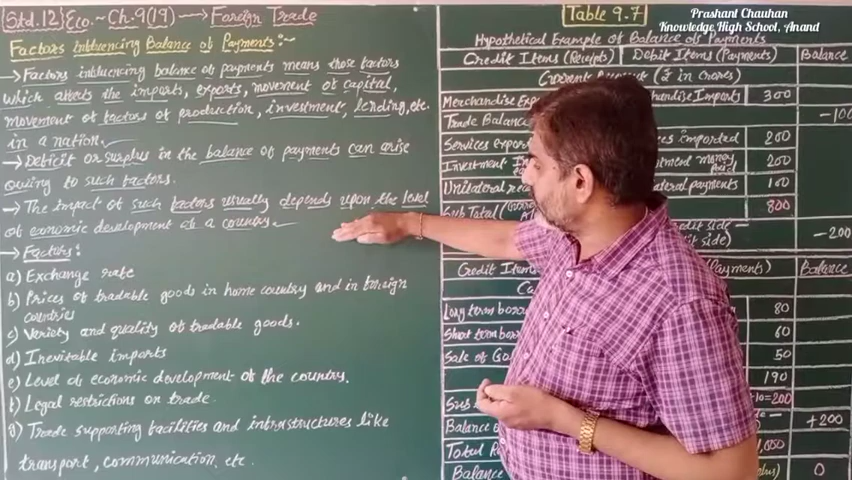 [Std.12] Eco. ~ Ch.9(19) → Foreign Trade
Factors influencing Balance of Payments:~
→ Factors influencing balance of payments means those factors
which affects the imports, exports, movement of capital,
movement of factors of production, investment, lending, etc.
in a nation.
→ Deficit or surplus in the balance of payments can arise
owing to such factors.
→ The impact of such factors usually depends upon the level
of economic development of a country.
→ Factors:
a) Exchange rate
b) Prices of tradable goods in home country and in foreign
countries
c) Variety and quality of tradable goods.
d) Inevitable imports
e) Level of economic development of the country.
f) Legal restrictions on trade.
g) Trade supporting facilities and infrastructures like
transport, communication, etc.
Table 9.7
Prashant Chauhan
Knowledge High School, Anand
Hypothetical Example of Balance of Payments
Credit Items (Receipts) Debit Items (Payments) Balance
Current Account (₹ in crores)
Merchandise Imports 300
Trade Balance -100
Services imported 200
Investment 200
Unilateral payments 100
Sub Total 800
-200
Credit Balance
Long term 80
Short term 60
Sale of 50
190
=200
Balance of +200
Total
Balance 0